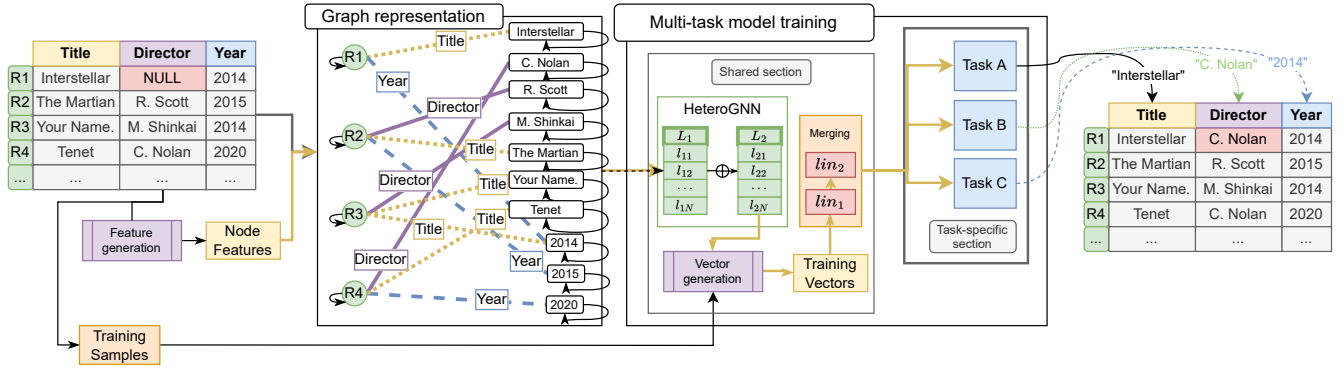 Graph representation
Multi-task model training
Title Director Year
R1 Interstellar NULL 2014
R2 The Martian R. Scott 2015
R3 Your Name. M. Shinkai 2014
R4 Tenet C. Nolan 2020
... ... ... ...
Feature
generation
Node
Features
Training
Samples
R1
R2
R3
R4
Title
Year
Director
Title
Director
Title
Title
Title
Director
Year
Year
Interstellar
C. Nolan
R. Scott
M. Shinkai
The Martian
Your Name.
Tenet
2014
2015
2020
Shared section
HeteroGNN
L1 L2
l11 l21
l12 l22
... ...
l1N l2N
Merging
lin2
lin1
Vector
generation
Training
Vectors
Task A
Task B
Task C
Task-specific
section
"Interstellar"
"C. Nolan"
"2014"
Title Director Year
R1 Interstellar C. Nolan 2014
R2 The Martian R. Scott 2015
R3 Your Name. M. Shinkai 2014
R4 Tenet C. Nolan 2020
... ... ... ...